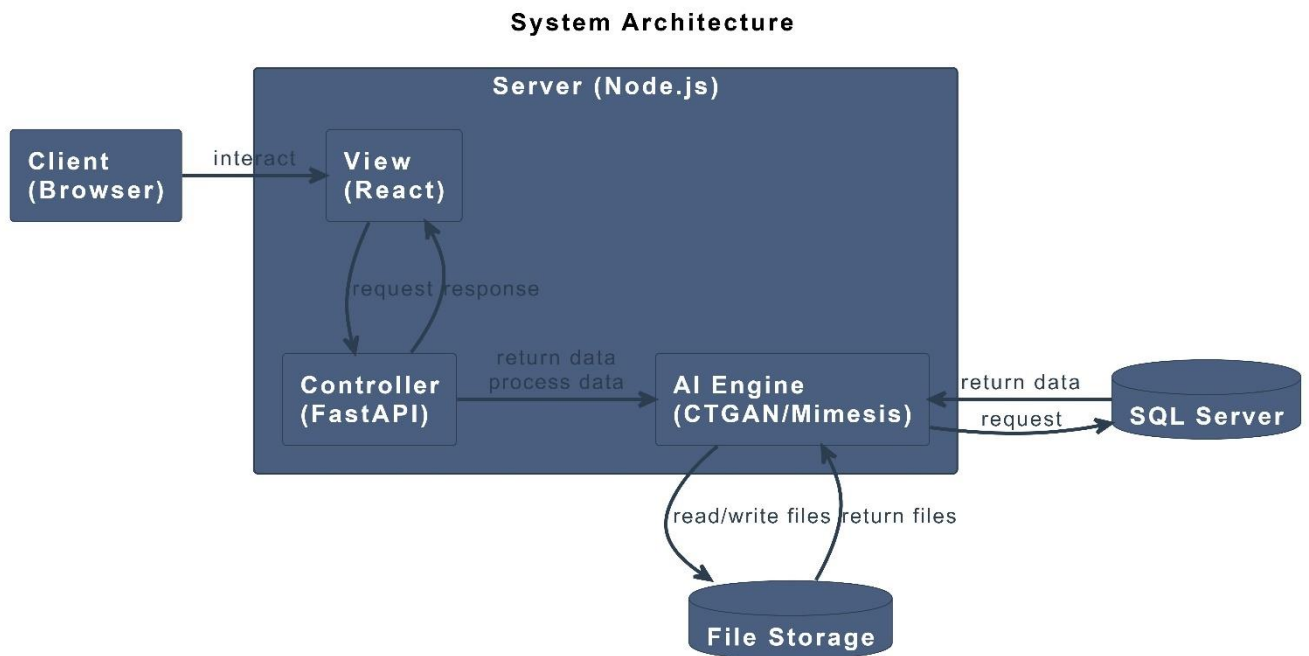 System Architecture
Server (Node.js)
Client
(Browser)
interact
View
(React)
request
response
Controller
(FastAPI)
return data
process data
AI Engine
(CTGAN/Mimesis)
return data
request
SQL Server
read/write files
return files
File Storage